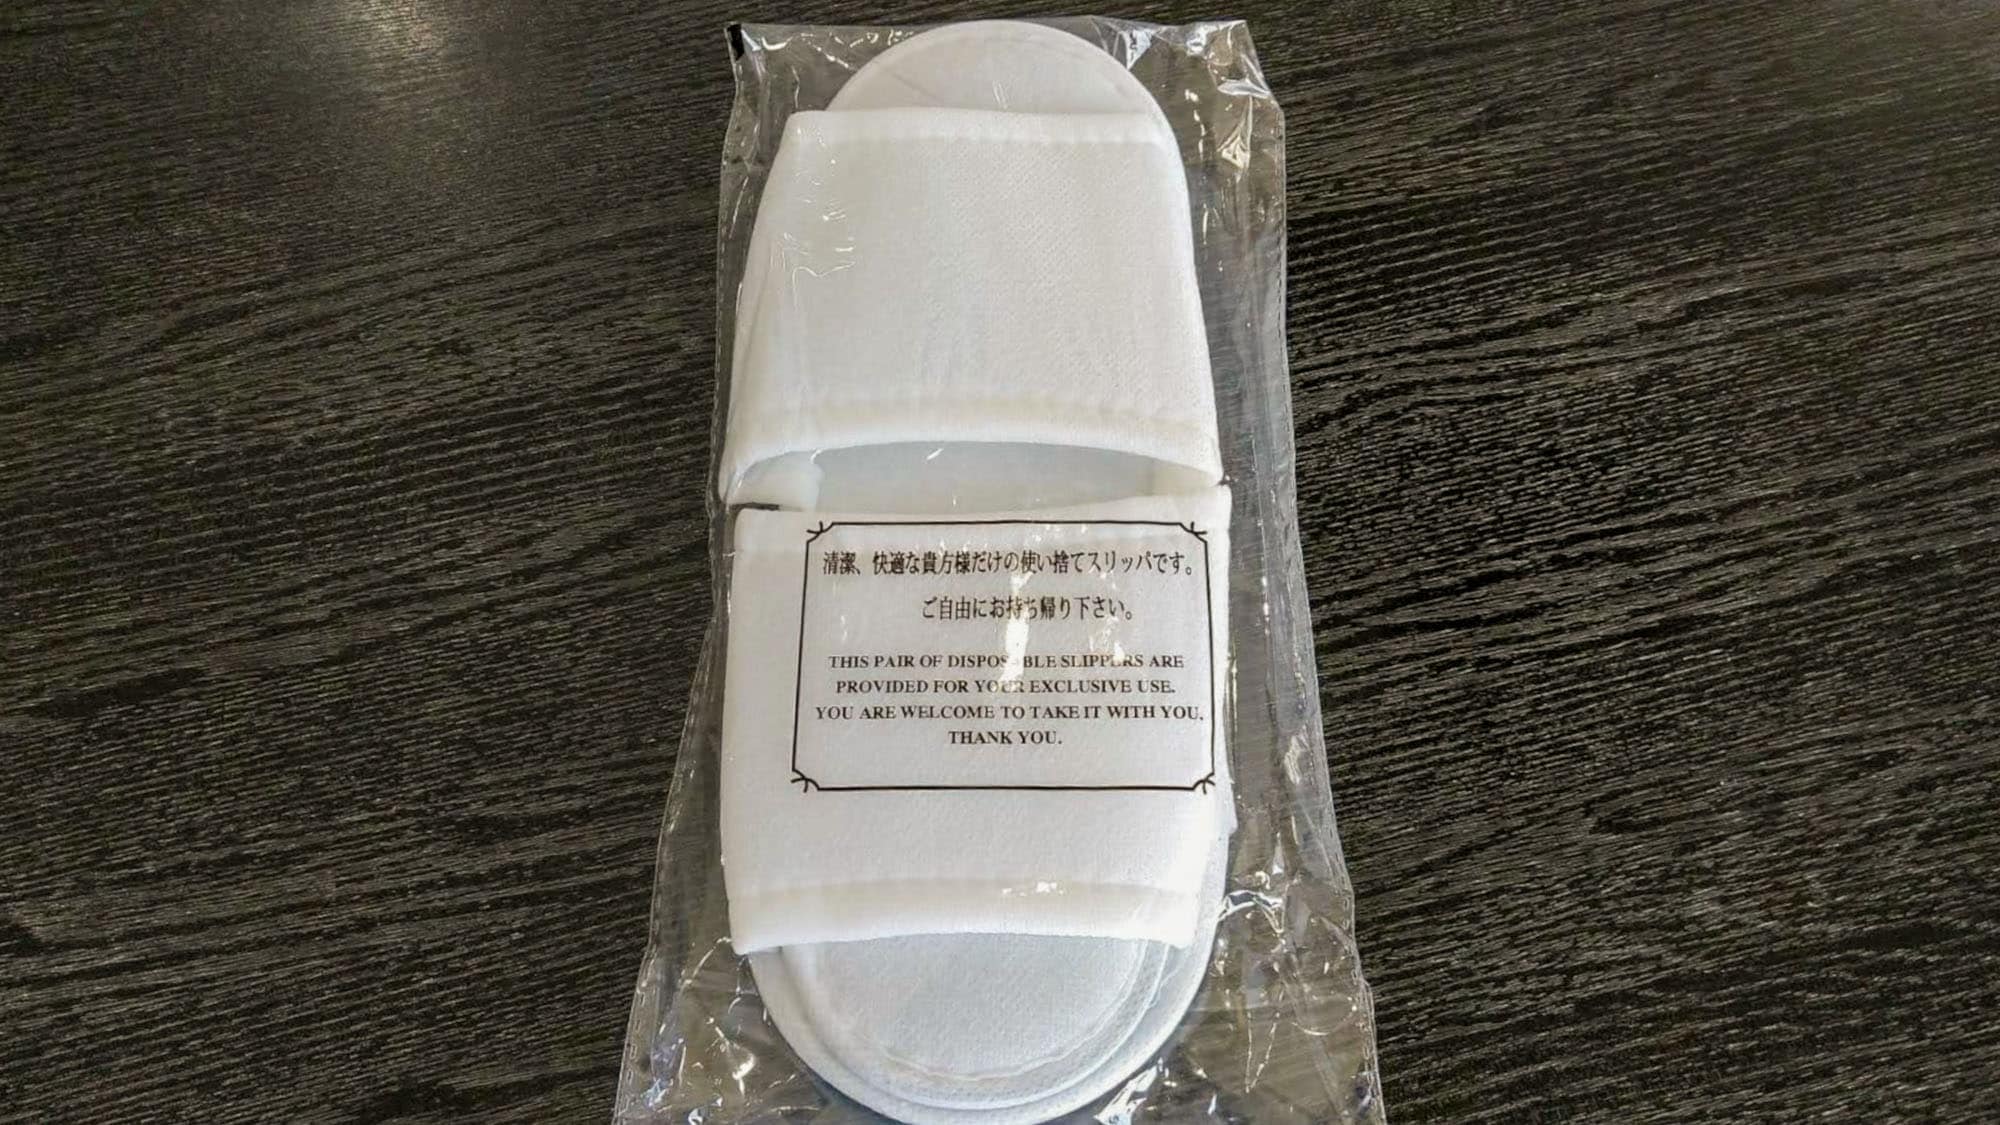 清潔、快適な貴方様だけの使い捨てスリッパです。
ご自由にお持ち帰り下さい。
THIS PAIR OF DISPOSABLE SLIPPERS ARE
PROVIDED FOR YOUR EXCLUSIVE USE.
YOU ARE WELCOME TO TAKE IT WITH YOU.
THANK YOU.